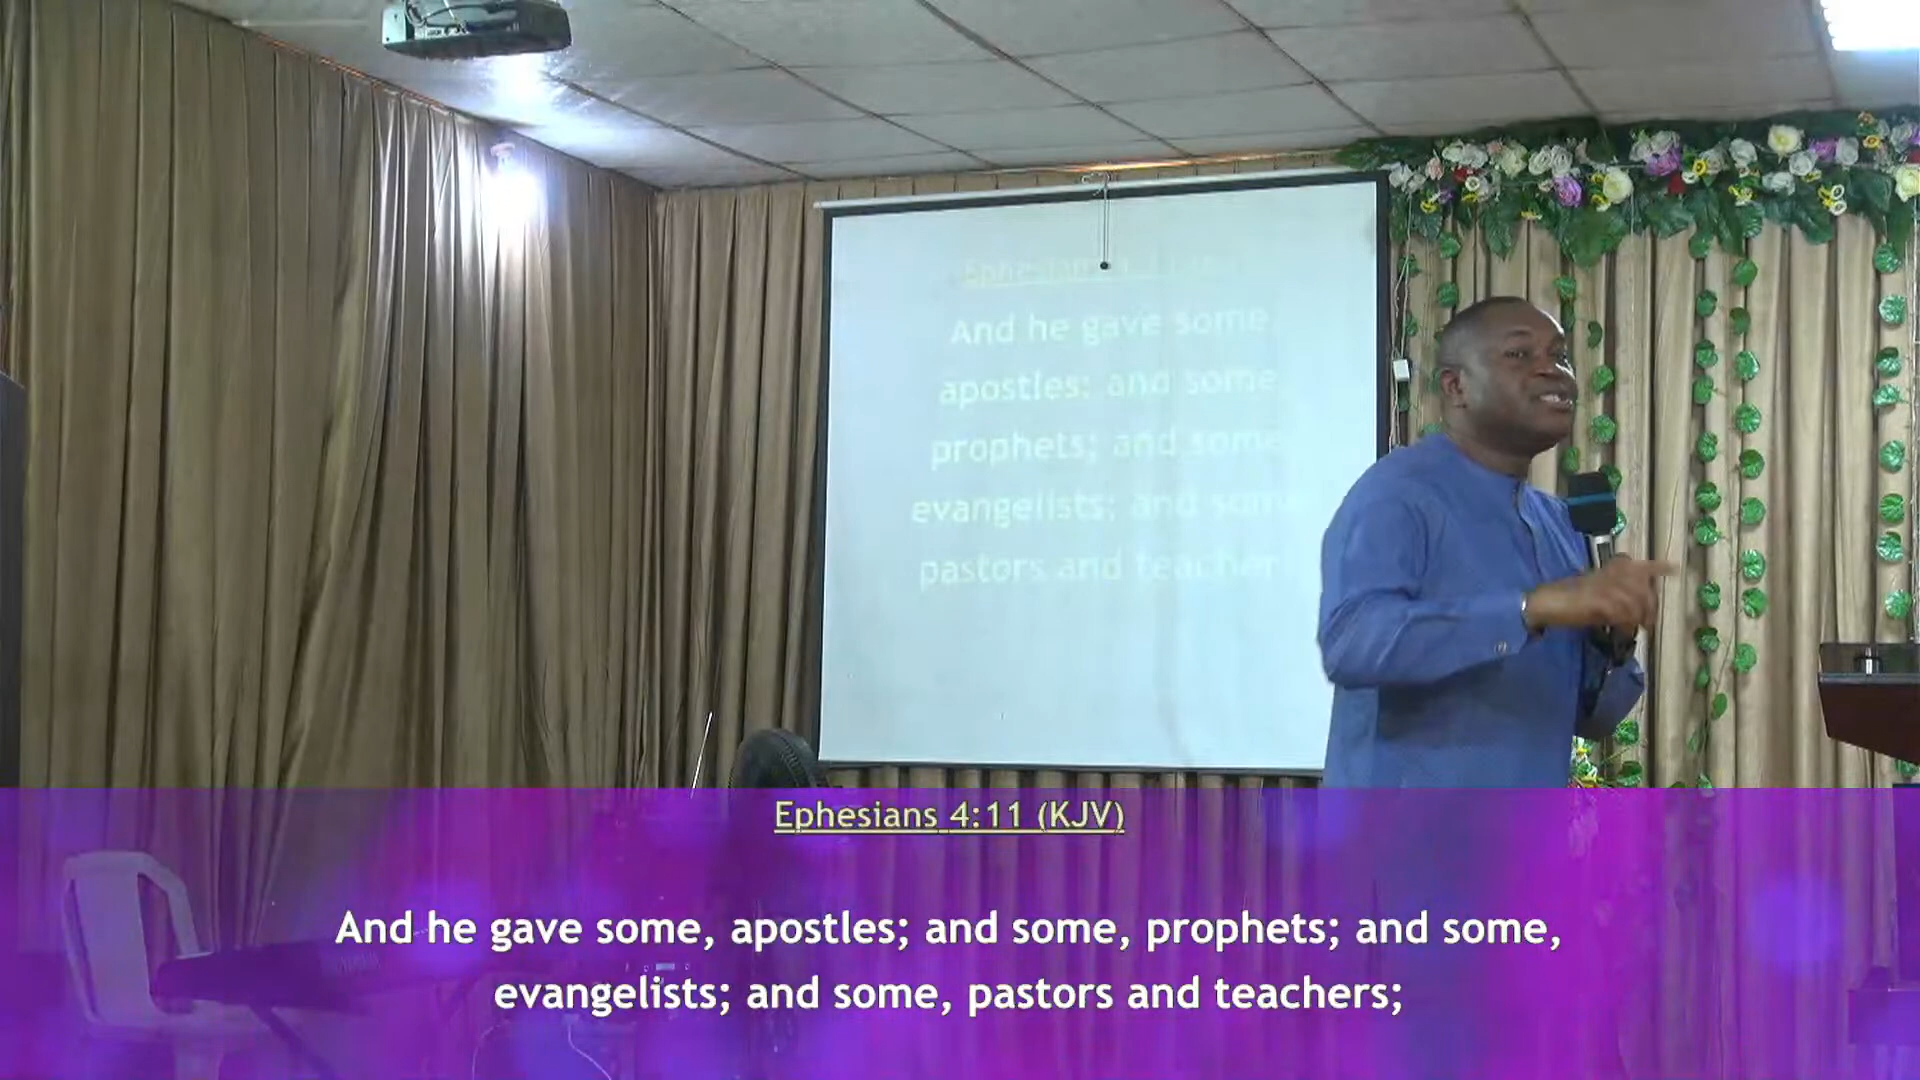 Ephesians
And he gave some
apostles; and some
prophets; and some
evangelists; and some
pastors and teacher
Ephesians 4:11 (KJV)
And he gave some, apostles; and some, prophets; and some,
evangelists; and some, pastors and teachers;